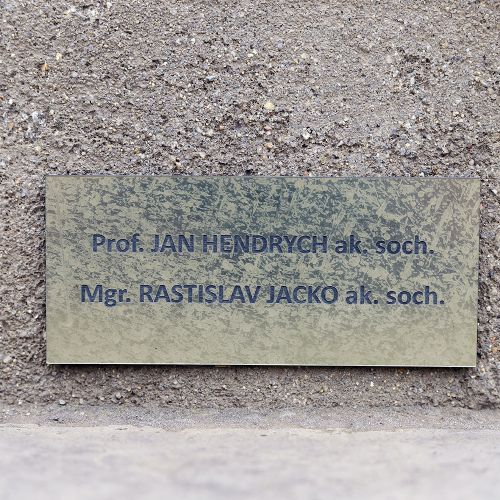 Prof. JAN HENDRYCH ak. soch.
Mgr. RASTISLAV JACKO ak. soch.